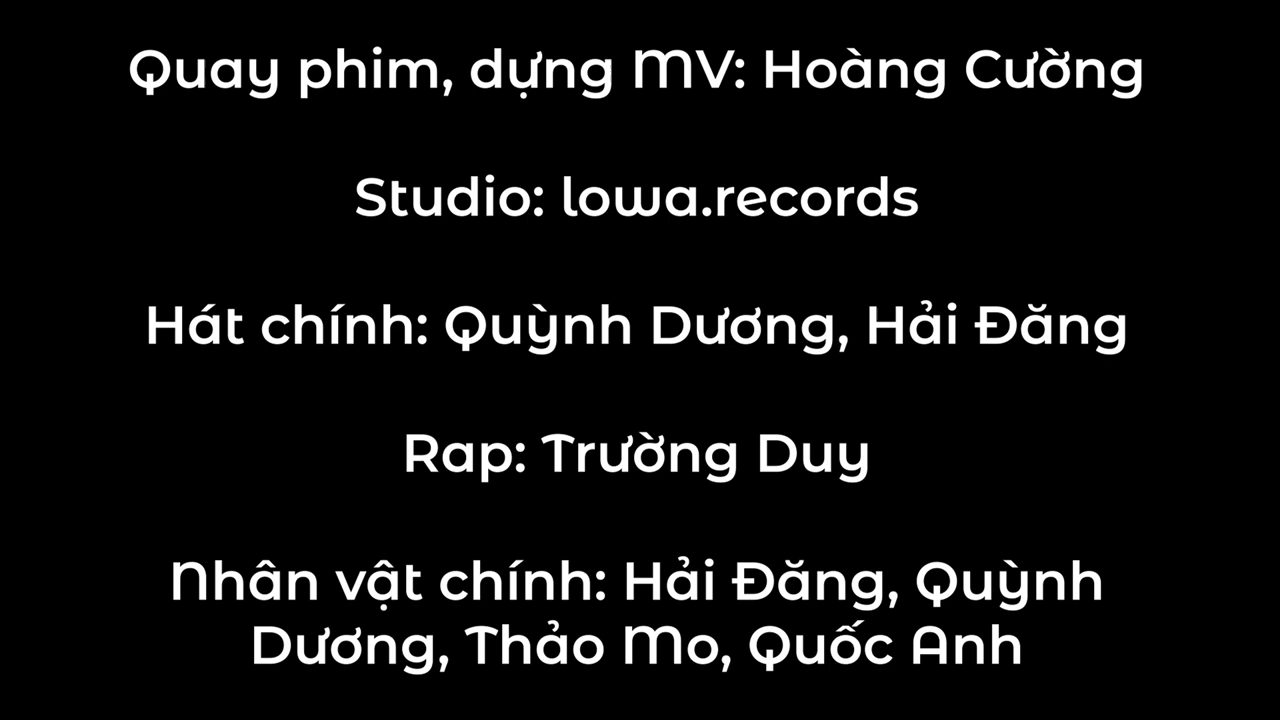 Quay phim, dựng MV: Hoàng Cường
Studio: lowa.records
Hát chính: Quỳnh Dương, Hải Đăng
Rap: Trường Duy
Nhân vật chính: Hải Đăng, Quỳnh
Dương, Thảo Mo, Quốc Anh